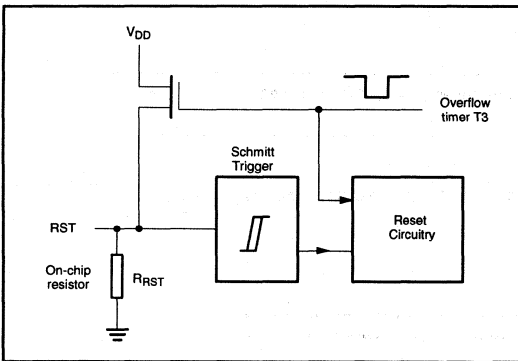 VDD
Overflow
timer T3
Schmitt
Trigger
RST
Reset
Circuitry
On-chip
resistor
RRST